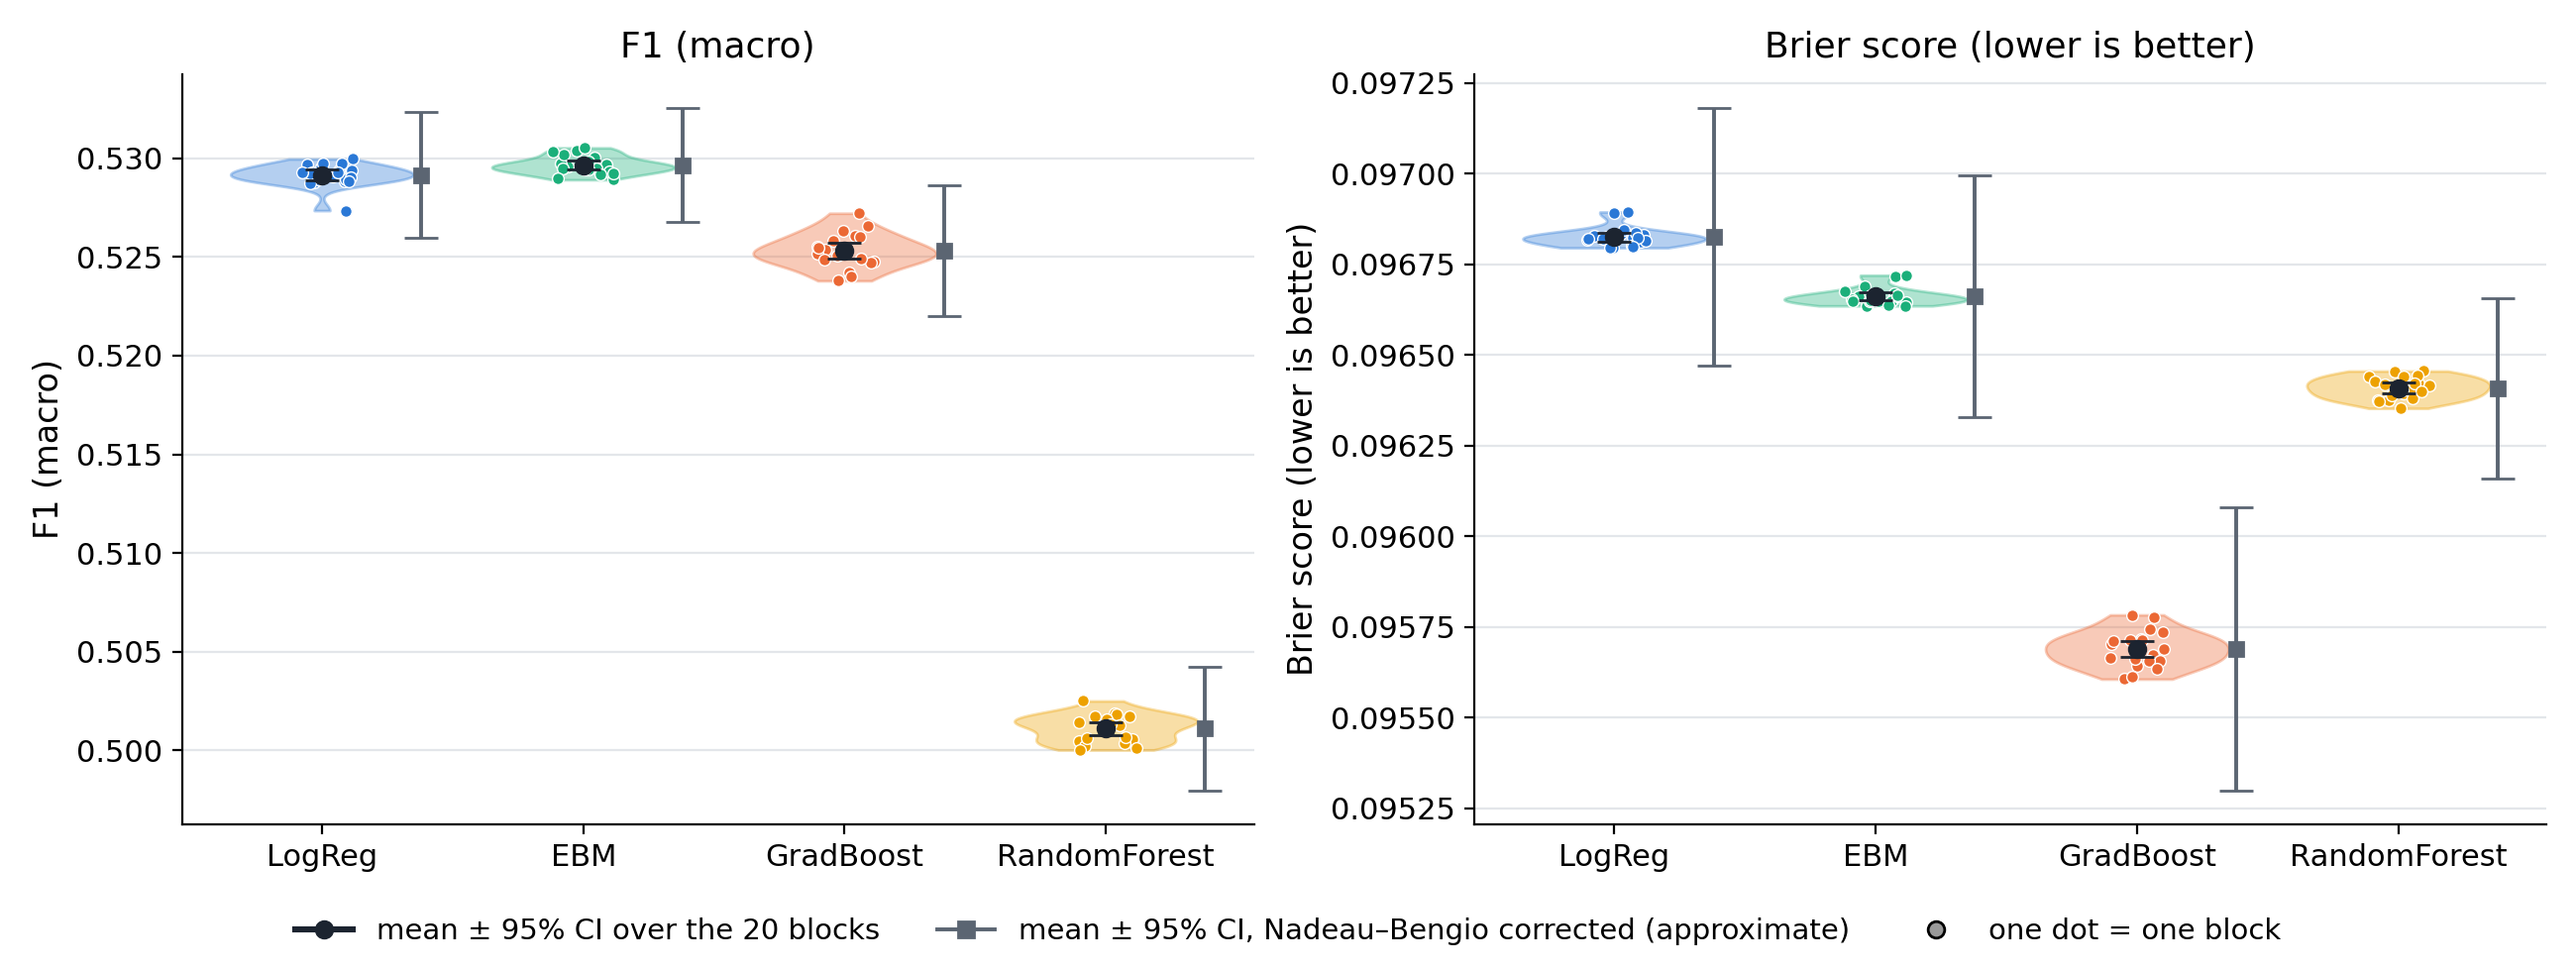 F1 (macro)
F1 (macro)
0.530
0.525
0.520
0.515
0.510
0.505
0.500
LogReg
EBM
GradBoost
RandomForest
Brier score (lower is better)
Brier score (lower is better)
0.09725
0.09700
0.09675
0.09650
0.09625
0.09600
0.09575
0.09550
0.09525
LogReg
EBM
GradBoost
RandomForest
mean ± 95% CI over the 20 blocks
mean ± 95% CI, Nadeau–Bengio corrected (approximate)
one dot = one block